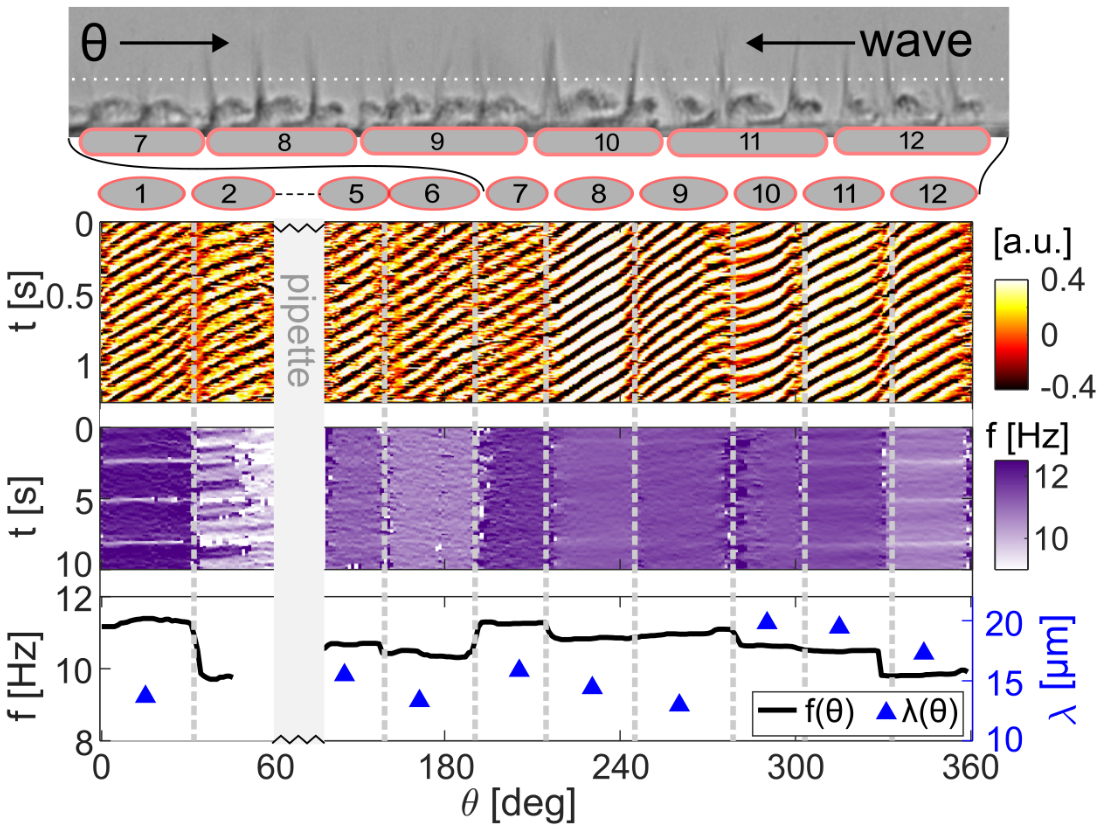 θ → ← wave
7 8 9 10 11 12
1 2 5 6 7 8 9 10 11 12
[a.u.]
0 0.5 1
t [s]
pipette
0.4 0 -0.4
f [Hz]
0 5 10
t [s]
12 10
12 10 8
f [Hz]
20 15 10
λ [µm]
f(θ) λ(θ)
0 60 180 240 300 360
θ [deg]